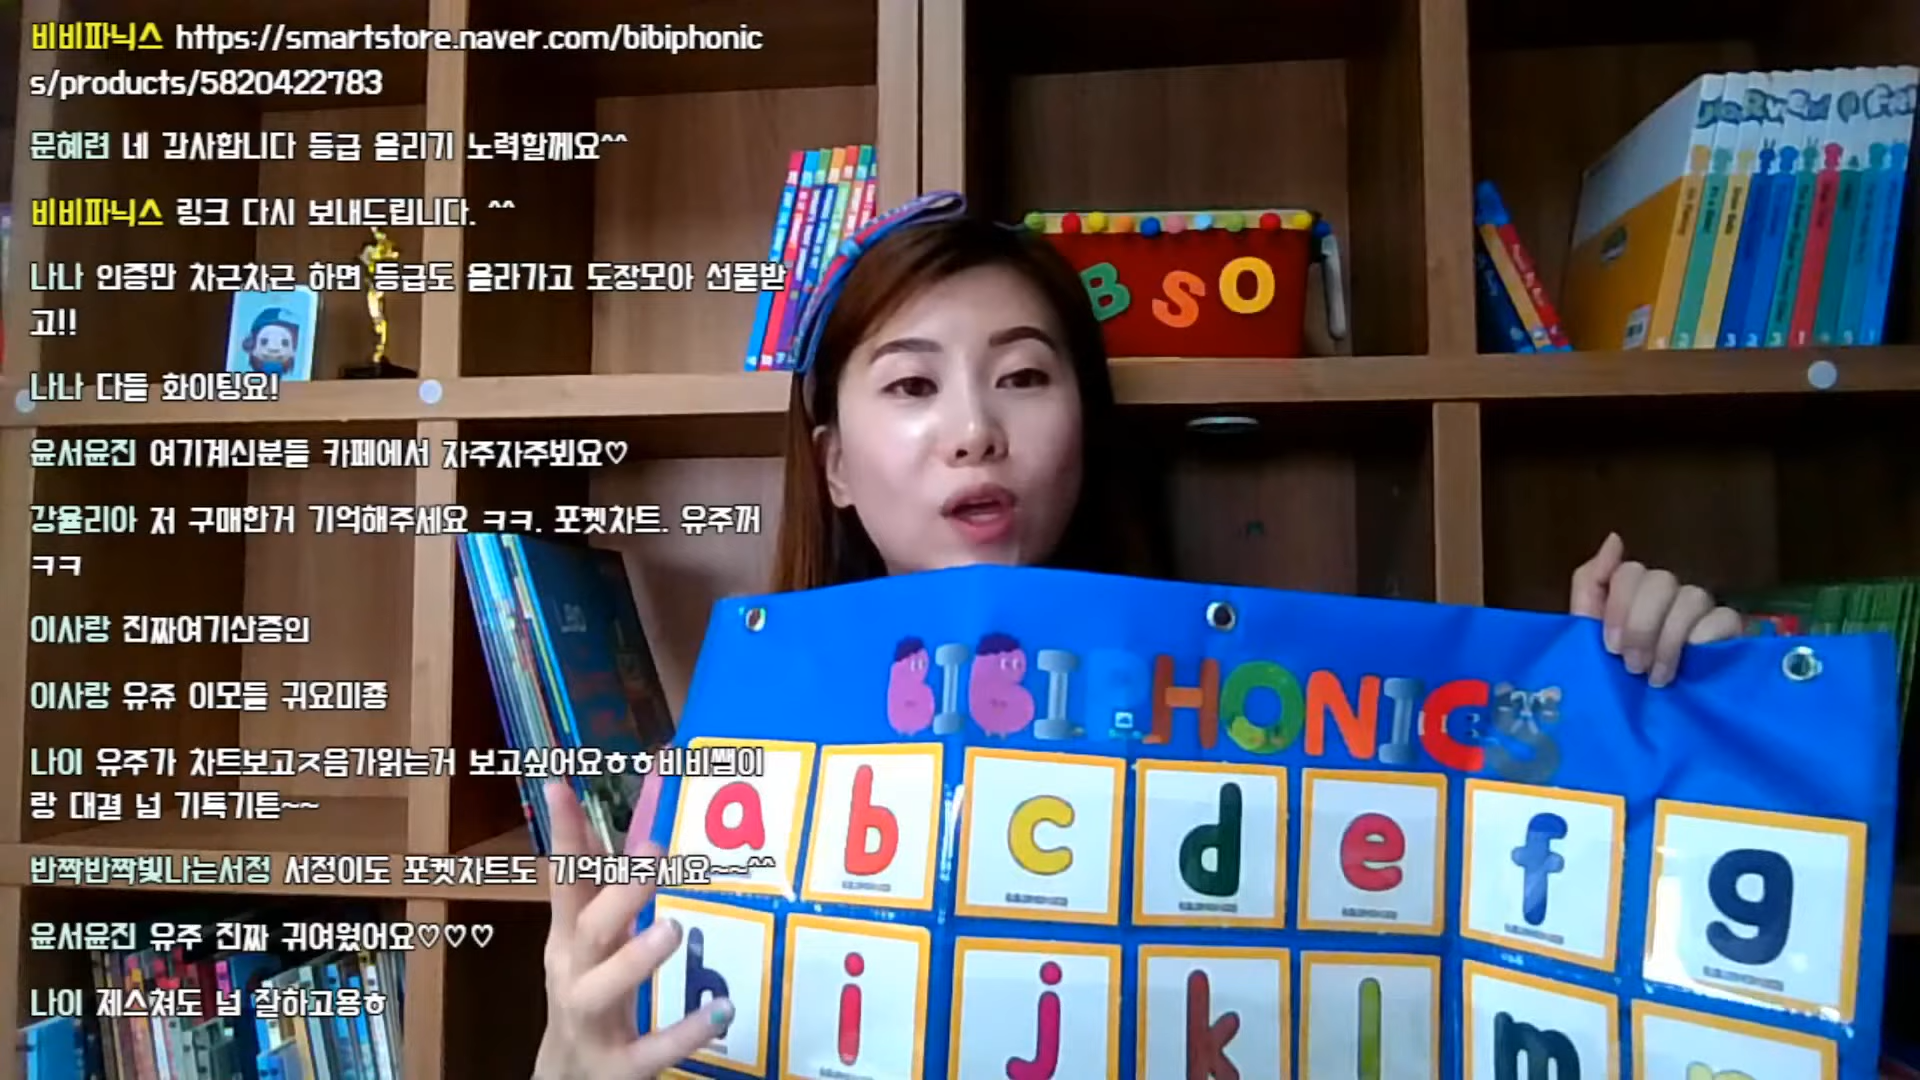 비비파닉스 https://smartstore.naver.com/bibiphonic
s/products/5820422783
문혜련 네 감사합니다 등급 올리기 노력할께요^^
비비파닉스 링크 다시 보내드립니다. ^^
나나 인증만 차근차근 하면 등급도 올라가고 도장모아 선물받
고!!
나나 다들 화이팅요!
윤서윤진 여기계신분들 카페에서 자주자주뵈요♡
강율리아 저 구매한거 기억해주세요 ㅋㅋ. 포켓차트. 유주꺼
ㅋㅋ
이사랑 진짜여기산증인
이사랑 유쥬 이모들 귀요미죵
나이 유주가 차트보고ㅈ음가읽는거 보고싶어요ㅎㅎ비비쌤이
랑 대결 넘 기특기튼~~
반짝반짝빛나는서정 서정이도 포켓차트도 기억해주세요~~^^
윤서윤진 유주 진짜 귀여웠어요♡♡♡
나이 제스쳐도 넘 잘하고용ㅎ
B S O
BIBIPHONICS
a b c d e f g
h i j k l m